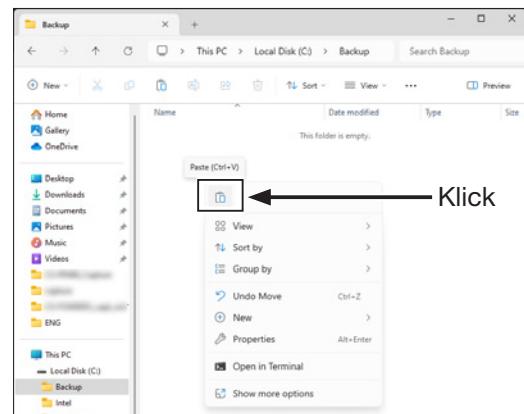 Backup
This PC > Local Disk (C:) > Backup
Search Backup
New
Sort
View
Preview
Name
Date modified
Type
Size
This folder is empty.
Home
Gallery
OneDrive
Desktop
Downloads
Documents
Pictures
Music
Videos
ENG
This PC
Local Disk (C:)
Backup
Intel
Paste (Ctrl+V)
Klick
View
Sort by
Group by
Undo Move Ctrl+Z
New
Properties Alt+Enter
Open in Terminal
Show more options